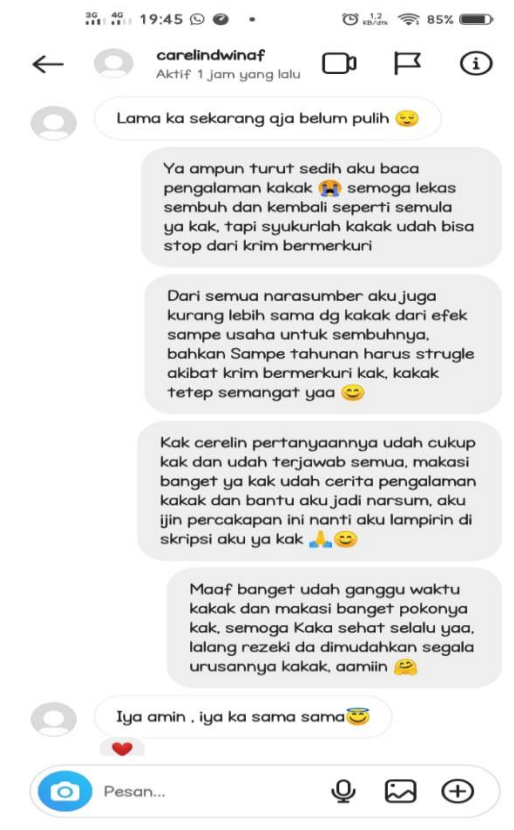 3G 4G 19:45
1,2 KB/dtk 85%
carelindwinaf
Aktif 1 jam yang lalu
Lama ka sekarang aja belum pulih 😌
Ya ampun turut sedih aku baca
pengalaman kakak 😭 semoga lekas
sembuh dan kembali seperti semula
ya kak, tapi syukurlah kakak udah bisa
stop dari krim bermerkuri
Dari semua narasumber aku juga
kurang lebih sama dg kakak dari efek
sampe usaha untuk sembuhnya,
bahkan Sampe tahunan harus strugle
akibat krim bermerkuri kak, kakak
tetep semangat yaa 😊
Kak cerelin pertanyaannya udah cukup
kak dan udah terjawab semua, makasi
banget ya kak udah cerita pengalaman
kakak dan bantu aku jadi narsum, aku
ijin percakapan ini nanti aku lampirin di
skripsi aku ya kak 🙏😊
Maaf banget udah ganggu waktu
kakak dan makasi banget pokonya
kak, semoga Kaka sehat selalu yaa,
lalang rezeki da dimudahkan segala
urusannya kakak, aamiin 🤗
Iya amin , iya ka sama sama😇
❤️
Pesan...